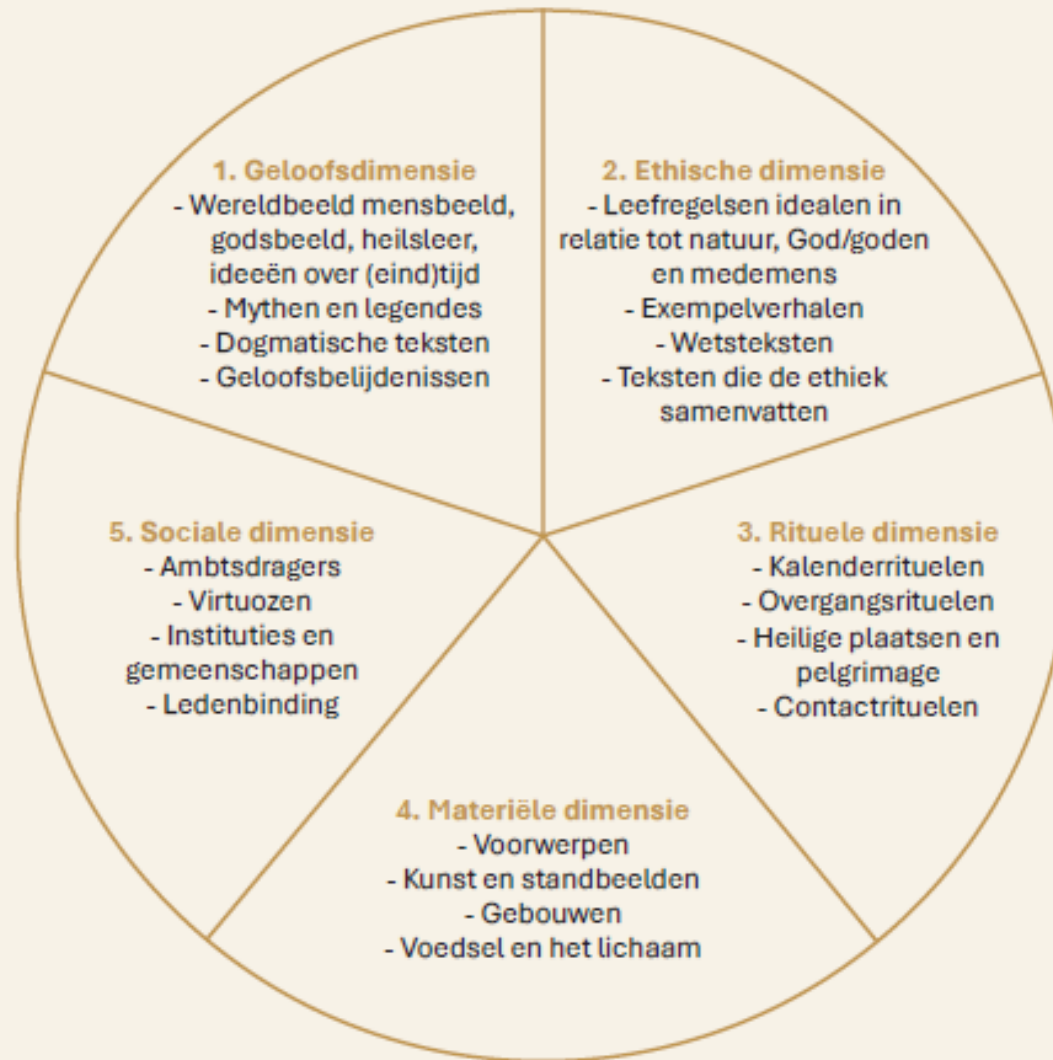 1. Geloofsdimensie
- Wereldbeeld mensbeeld,
godsbeeld, heilsleer,
ideeën over (eind)tijd
- Mythen en legendes
- Dogmatische teksten
- Geloofsbelijdenissen
2. Ethische dimensie
- Leefregelsen idealen in
relatie tot natuur, God/goden
en medemens
- Exempelverhalen
- Wetsteksten
- Teksten die de ethiek
samenvatten
3. Rituele dimensie
- Kalenderrituelen
- Overgangsrituelen
- Heilige plaatsen en
pelgrimage
- Contactrituelen
4. Materiële dimensie
- Voorwerpen
- Kunst en standbeelden
- Gebouwen
- Voedsel en het lichaam
5. Sociale dimensie
- Ambtsdragers
- Virtuozen
- Instituties en
gemeenschappen
- Ledenbinding